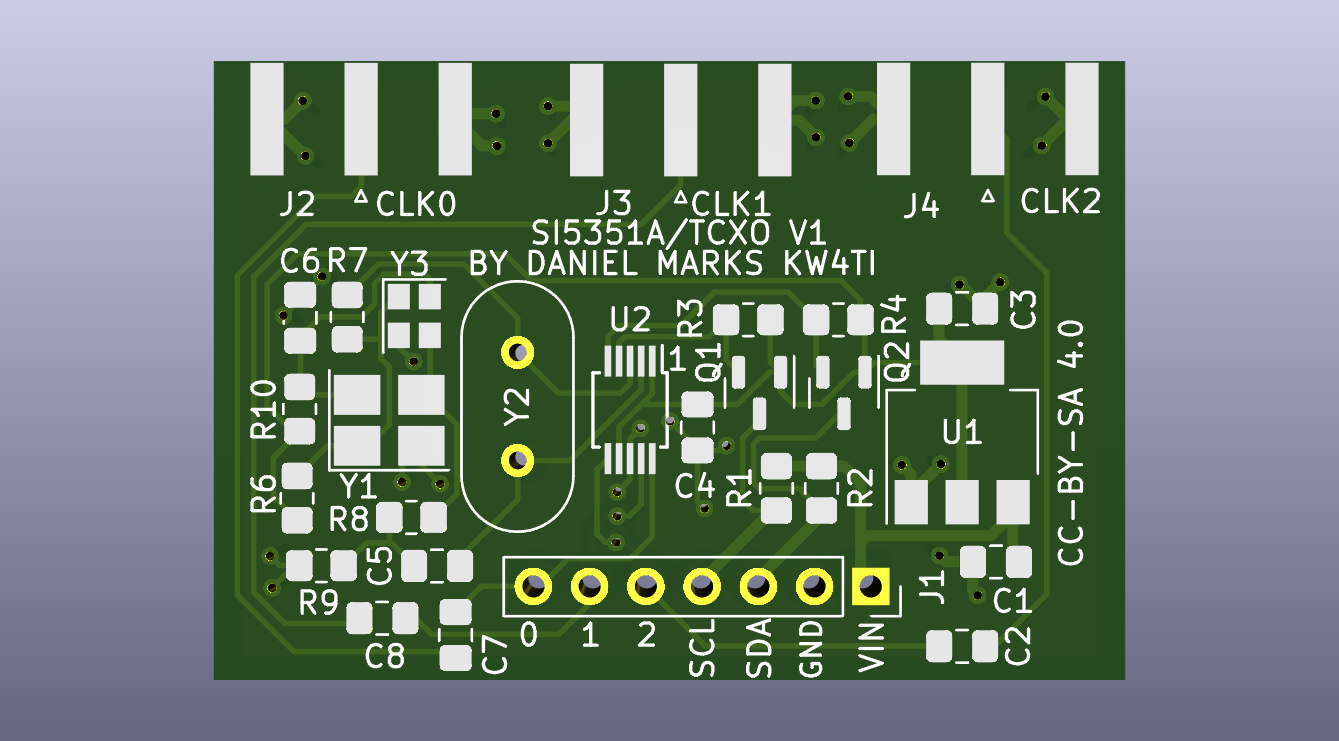 J2 CLK0 J3 CLK1 J4 CLK2
SI5351A/TCXO V1
BY DANIEL MARKS KW4TI
C6 R7 Y3
U2 R3 R4 C3
1 Q1 Q2
R10 Y2 U1
CC-BY-SA 4.0
R6 Y1 C4 R1 R2
R8
C5
R9 J1 C1
C8 C7 C2
0 1 2 SCL SDA GND VIN